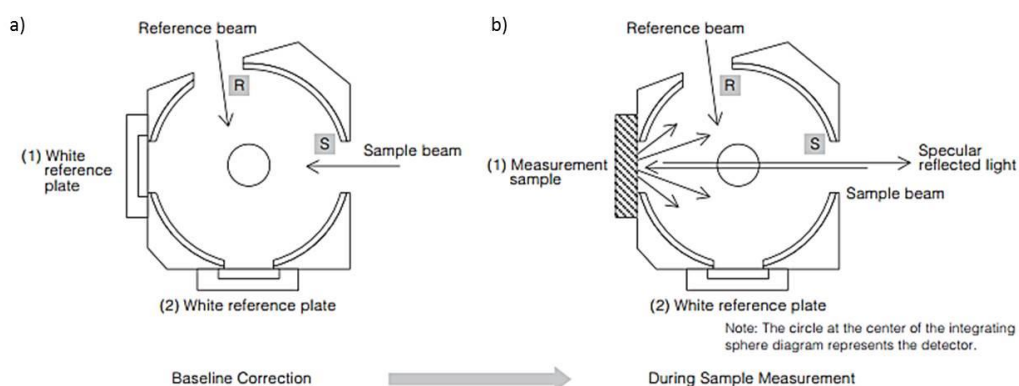 a)
Reference beam
R
S
Sample beam
(1) White
reference
plate
(2) White reference plate
Baseline Correction
b)
Reference beam
R
S
Specular
reflected light
(1) Measurement
sample
Sample beam
(2) White reference plate
Note: The circle at the center of the integrating
sphere diagram represents the detector.
During Sample Measurement